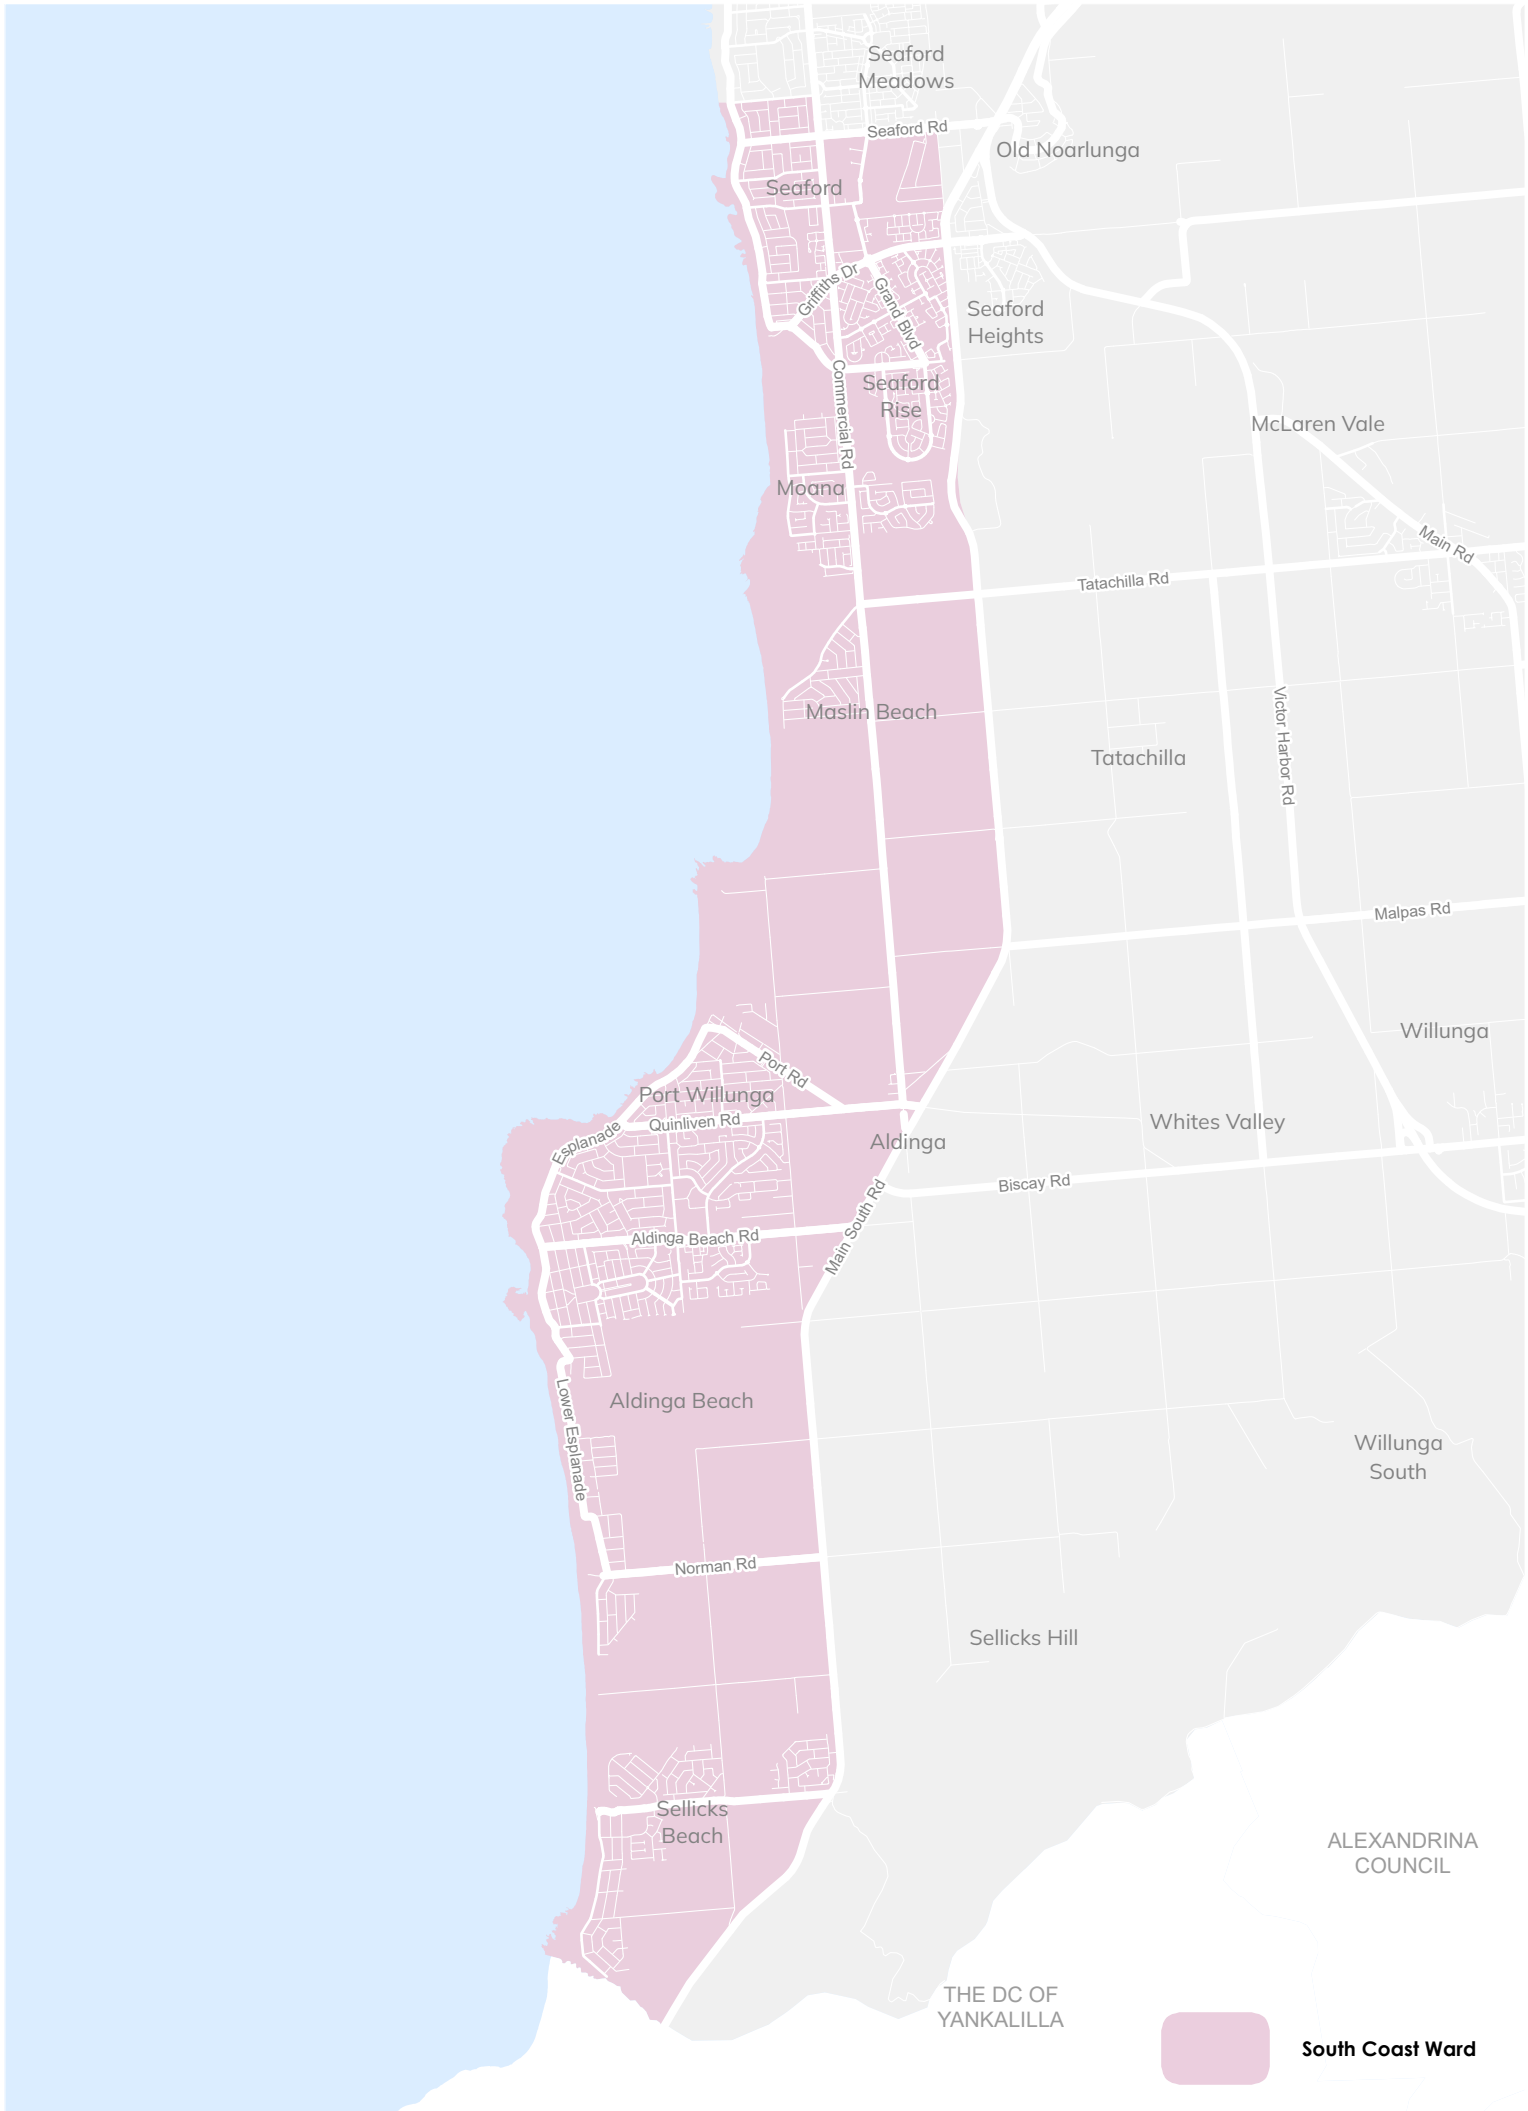 Seaford
Meadows
Seaford Rd
Old Noarlunga
Seaford
Griffiths Dr
Grand Blvd
Seaford
Heights
Commercial Rd
Seaford
Rise
McLaren Vale
Moana
Main Rd
Tatachilla Rd
Victor Harbor Rd
Maslin Beach
Tatachilla
Malpas Rd
Willunga
Port Rd
Port Willunga
Quinliven Rd
Esplanade
Aldinga
Whites Valley
Biscay Rd
Main South Rd
Aldinga Beach Rd
Lower Esplanade
Aldinga Beach
Willunga
South
Norman Rd
Sellicks Hill
Sellicks
Beach
ALEXANDRINA
COUNCIL
THE DC OF
YANKALILLA
South Coast Ward